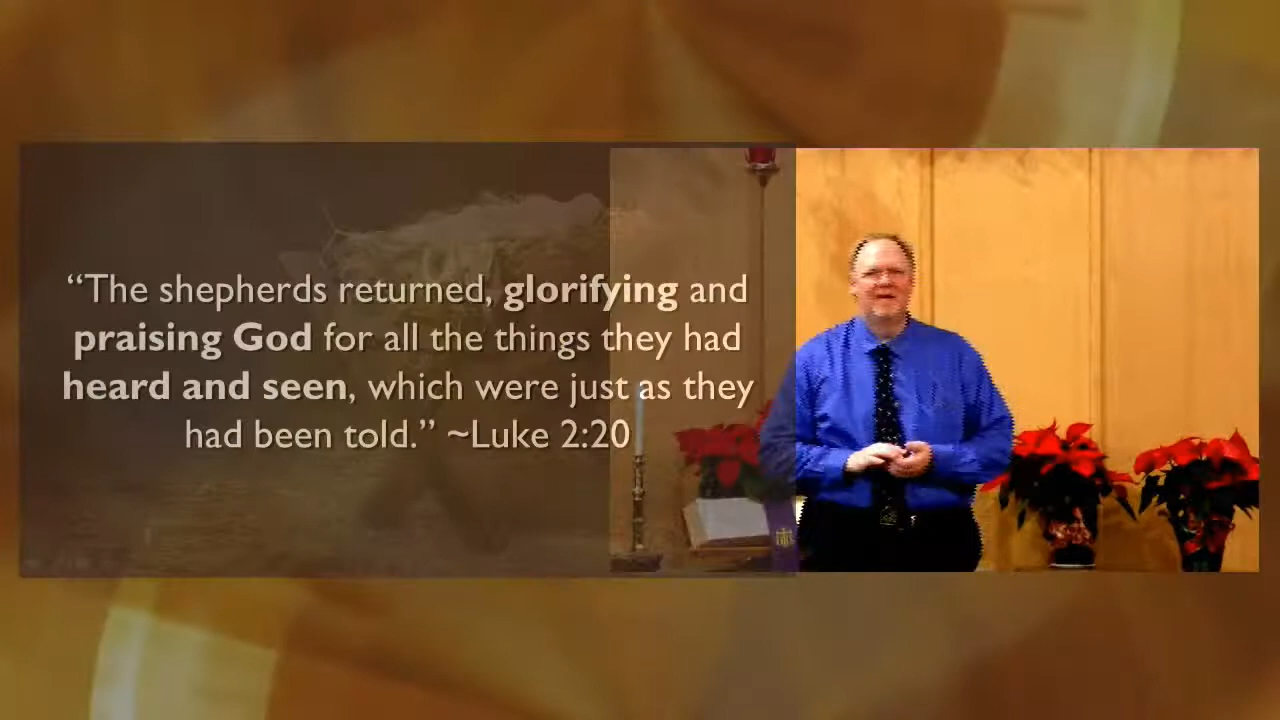 “The shepherds returned, glorifying and
praising God for all the things they had
heard and seen, which were just as they
had been told.” ~Luke 2:20